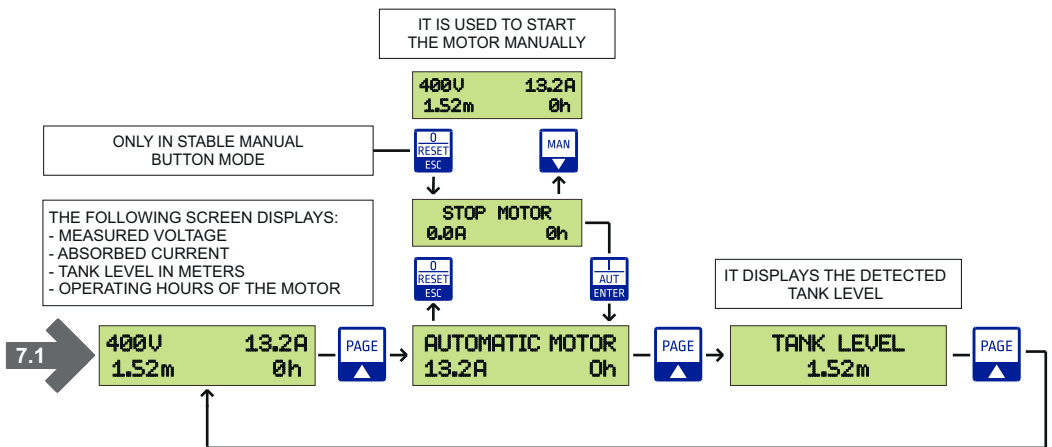 IT IS USED TO START
THE MOTOR MANUALLY
400V 13.2A
1.52m 0h
ONLY IN STABLE MANUAL
BUTTON MODE
0
RESET
ESC
MAN
THE FOLLOWING SCREEN DISPLAYS:
- MEASURED VOLTAGE
- ABSORBED CURRENT
- TANK LEVEL IN METERS
- OPERATING HOURS OF THE MOTOR
STOP MOTOR
0.0A 0h
0
RESET
ESC
I
AUT
ENTER
IT DISPLAYS THE DETECTED
TANK LEVEL
7.1
400V 13.2A
1.52m 0h
PAGE
AUTOMATIC MOTOR
13.2A 0h
PAGE
TANK LEVEL
1.52m
PAGE